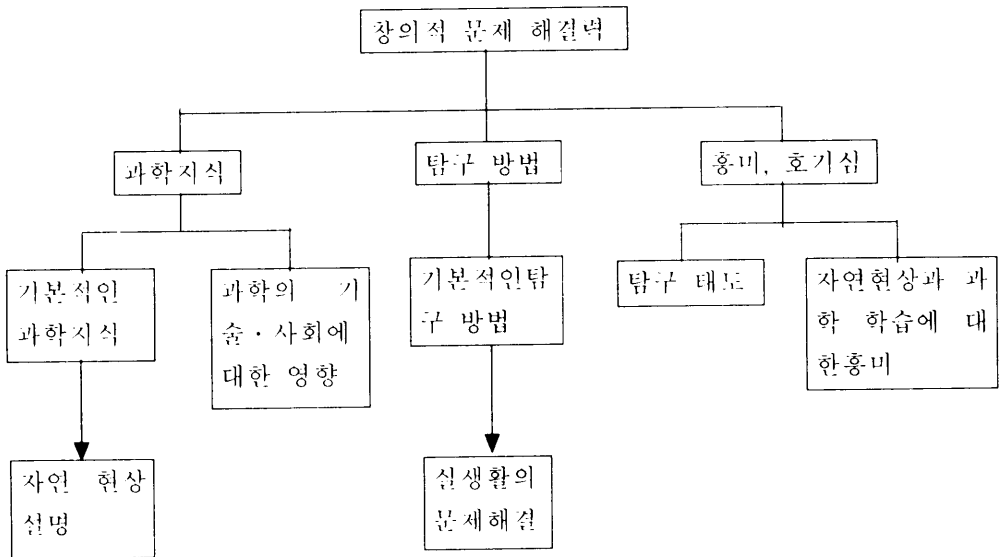 창의적 문제 해결력
과학지식
탐구 방법
흥미, 호기심
기본적인
과학지식
과학의 기
술·사회에
대한 영향
기본적인탐
구 방법
탐구 태도
자연현상과 과
학 학습에 대
한흥미
자연 현상
설명
실생활의
문제해결